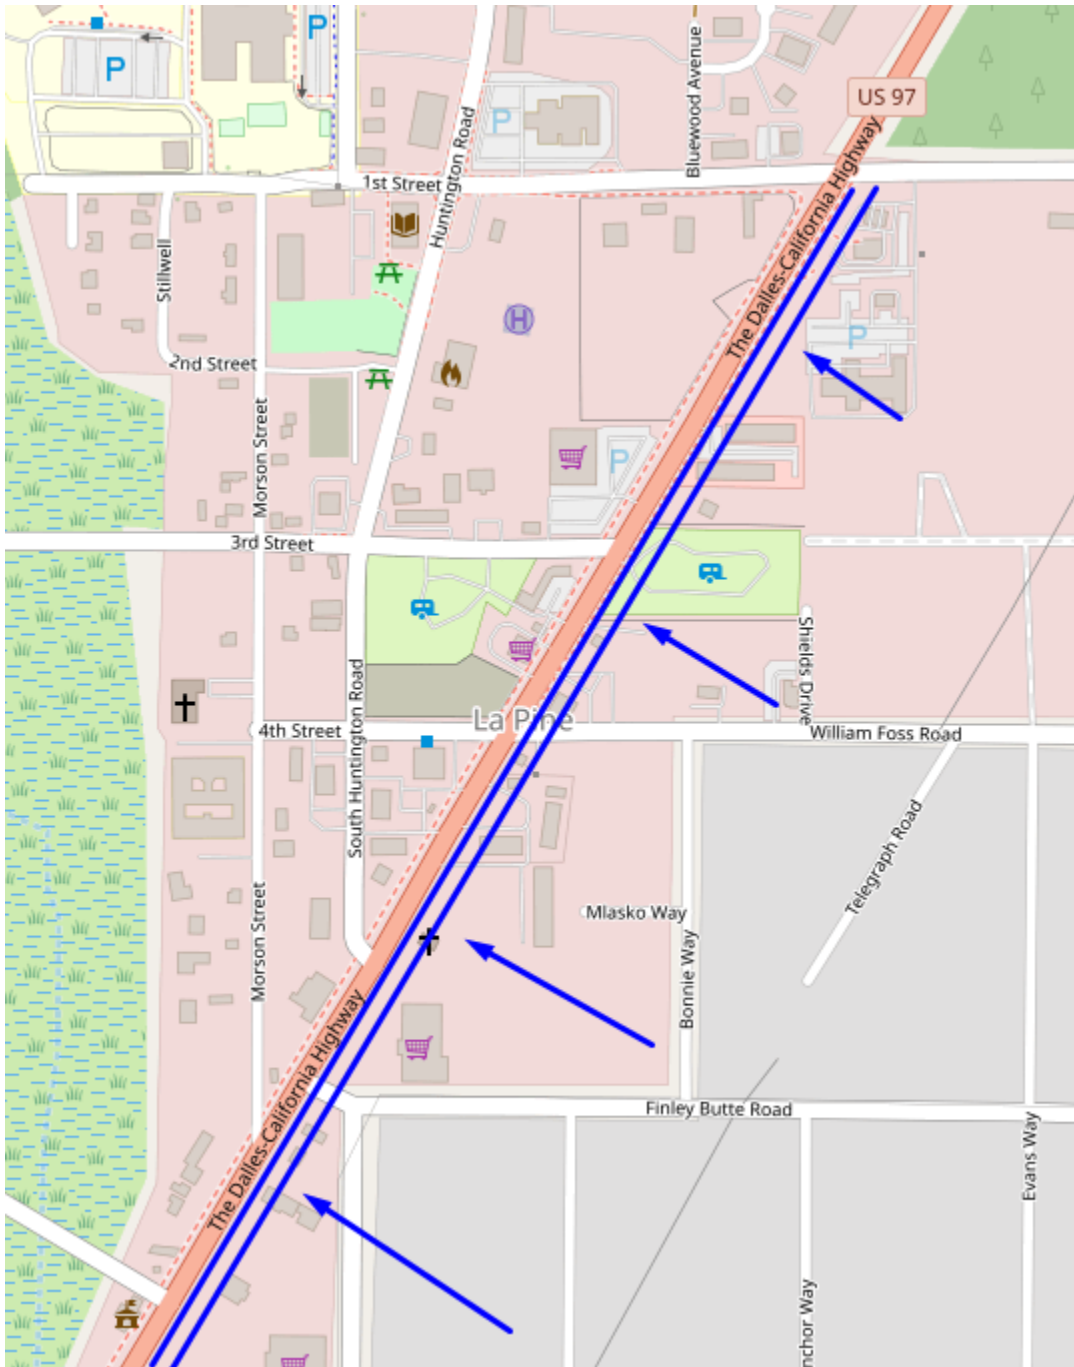 P
P
US 97
Bluewood Avenue
P
Huntington Road
1st Street
The Dalles-California Highway
Stillwell
H
P
2nd Street
Morson Street
P
3rd Street
Shields Drive
South Huntington Road
La Pine
4th Street
William Foss Road
Telegraph Road
Mlasko Way
Morson Street
Bonnie Way
The Dalles-California Highway
Finley Butte Road
Evans Way
nchor Way